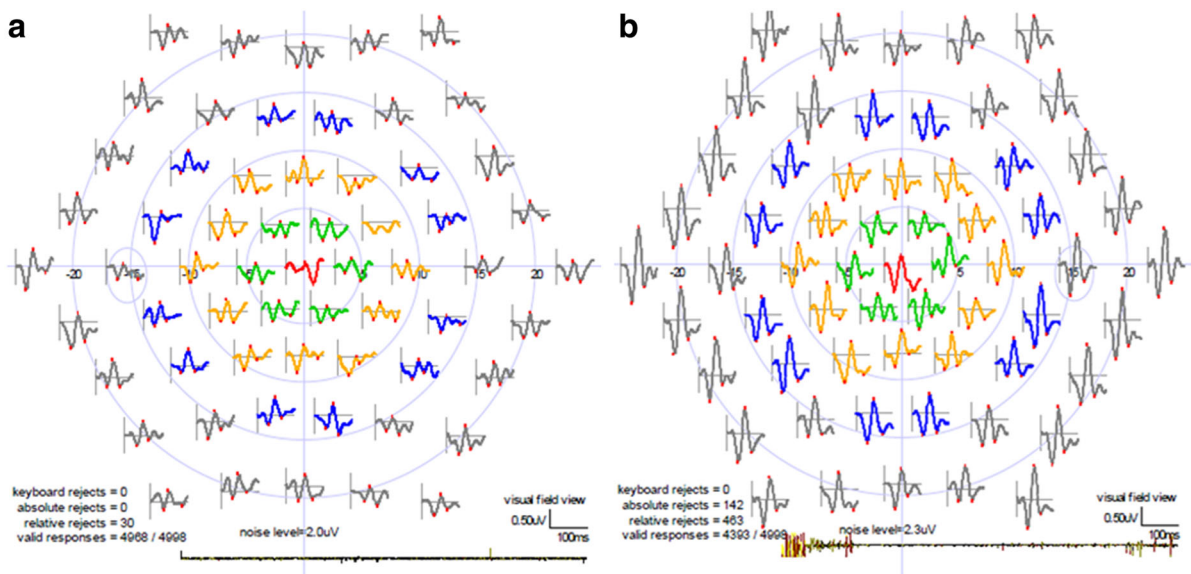 a
-20
-15
-10
-5
5
10
15
20
keyboard rejects = 0
absolute rejects = 0
relative rejects = 30
valid responses = 4968 / 4998
noise level=2.0uV
visual field view
0.50uV
100ms
b
-20
-15
-10
-5
5
10
15
20
keyboard rejects = 0
absolute rejects = 142
relative rejects = 463
valid responses = 4393 / 4998
noise level=2.3uV
visual field view
0.50uV
100ms